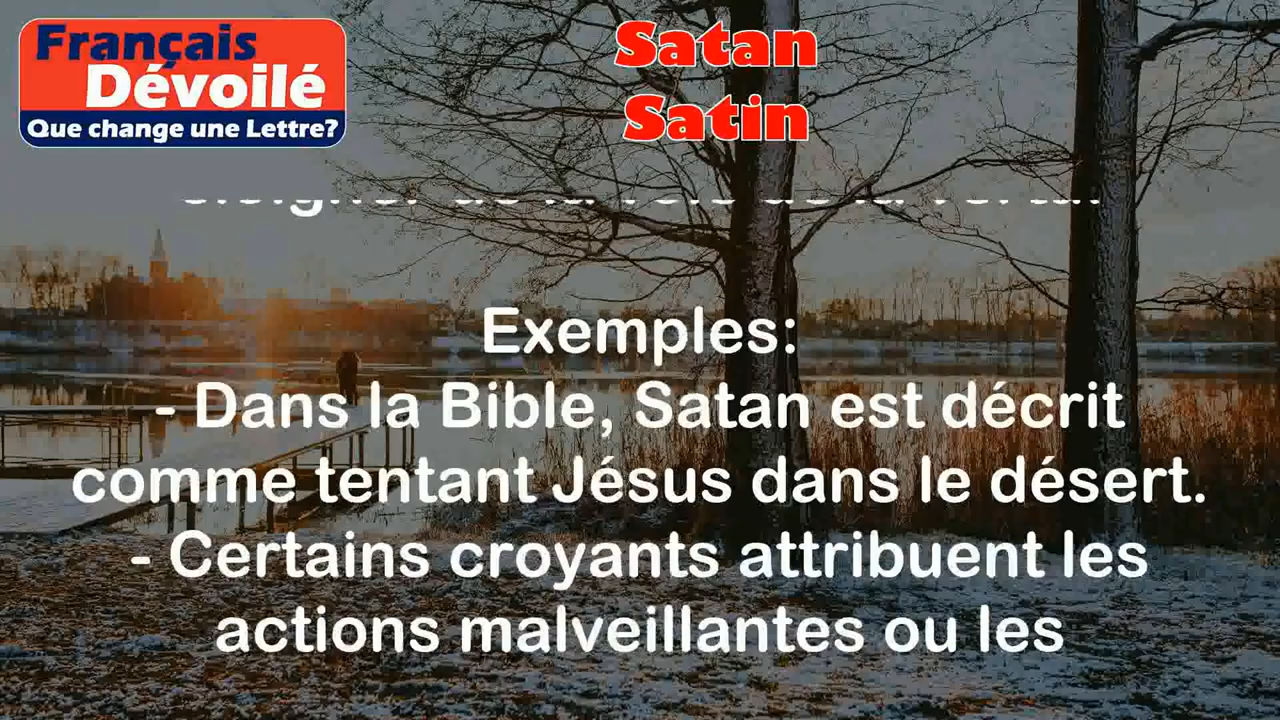 Français
Dévoilé
Que change une Lettre?
Satan
Satin
Exemples:
- Dans la Bible, Satan est décrit
comme tentant Jésus dans le désert.
- Certains croyants attribuent les
actions malveillantes ou les